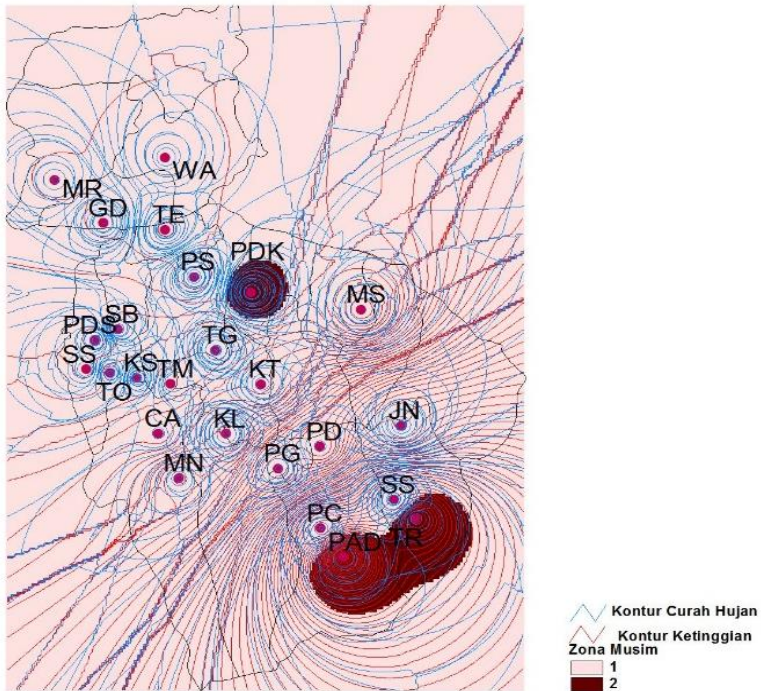 WA
MR
GD
TE
PS
PDK
MS
SB
PDS
TG
SS
KS
TM
KT
TO
CA
KL
JN
PD
PG
MN
SS
PC
TR
PAD
Kontur Curah Hujan
Kontur Ketinggian
Zona Musim
1
2